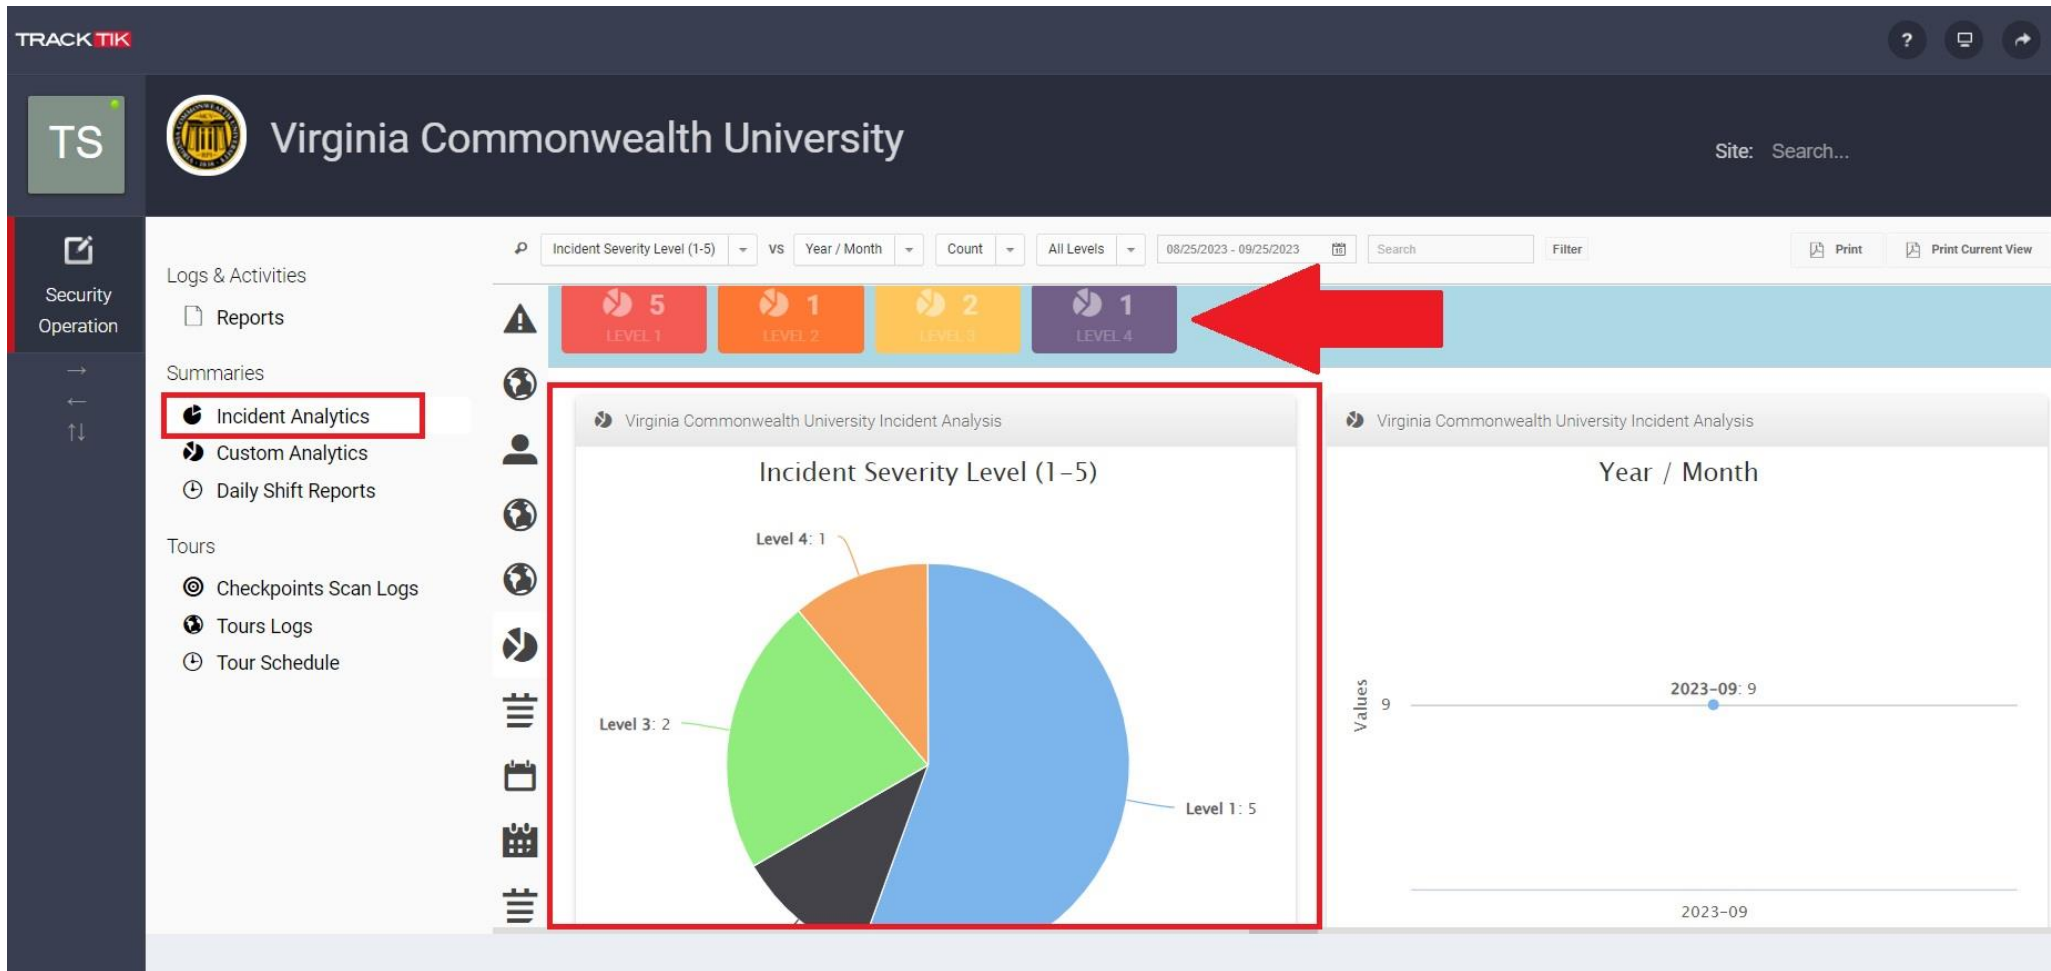 TRACKTIK
?
TS
Virginia Commonwealth University
Site: Search...
Security
Operation
Logs & Activities
Reports
Summaries
Incident Analytics
Custom Analytics
Daily Shift Reports
Tours
Checkpoints Scan Logs
Tours Logs
Tour Schedule
Incident Severity Level (1-5) VS Year / Month Count All Levels 08/25/2023 - 09/25/2023 Search Filter Print Print Current View
5 1 2 1
LEVEL 1 LEVEL 2 LEVEL 3 LEVEL 4
Virginia Commonwealth University Incident Analysis
Incident Severity Level (1-5)
Level 4: 1
Level 3: 2
Level 1: 5
Virginia Commonwealth University Incident Analysis
Year / Month
2023-09: 9
Values
9
2023-09